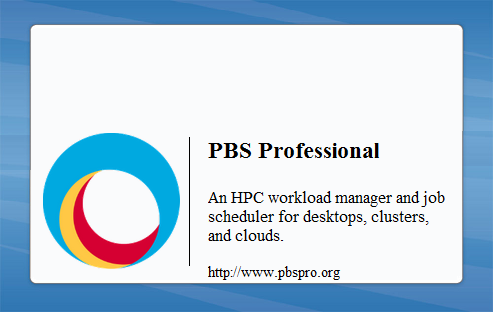 PBS Professional
An HPC workload manager and job
scheduler for desktops, clusters,
and clouds.
http://www.pbspro.org